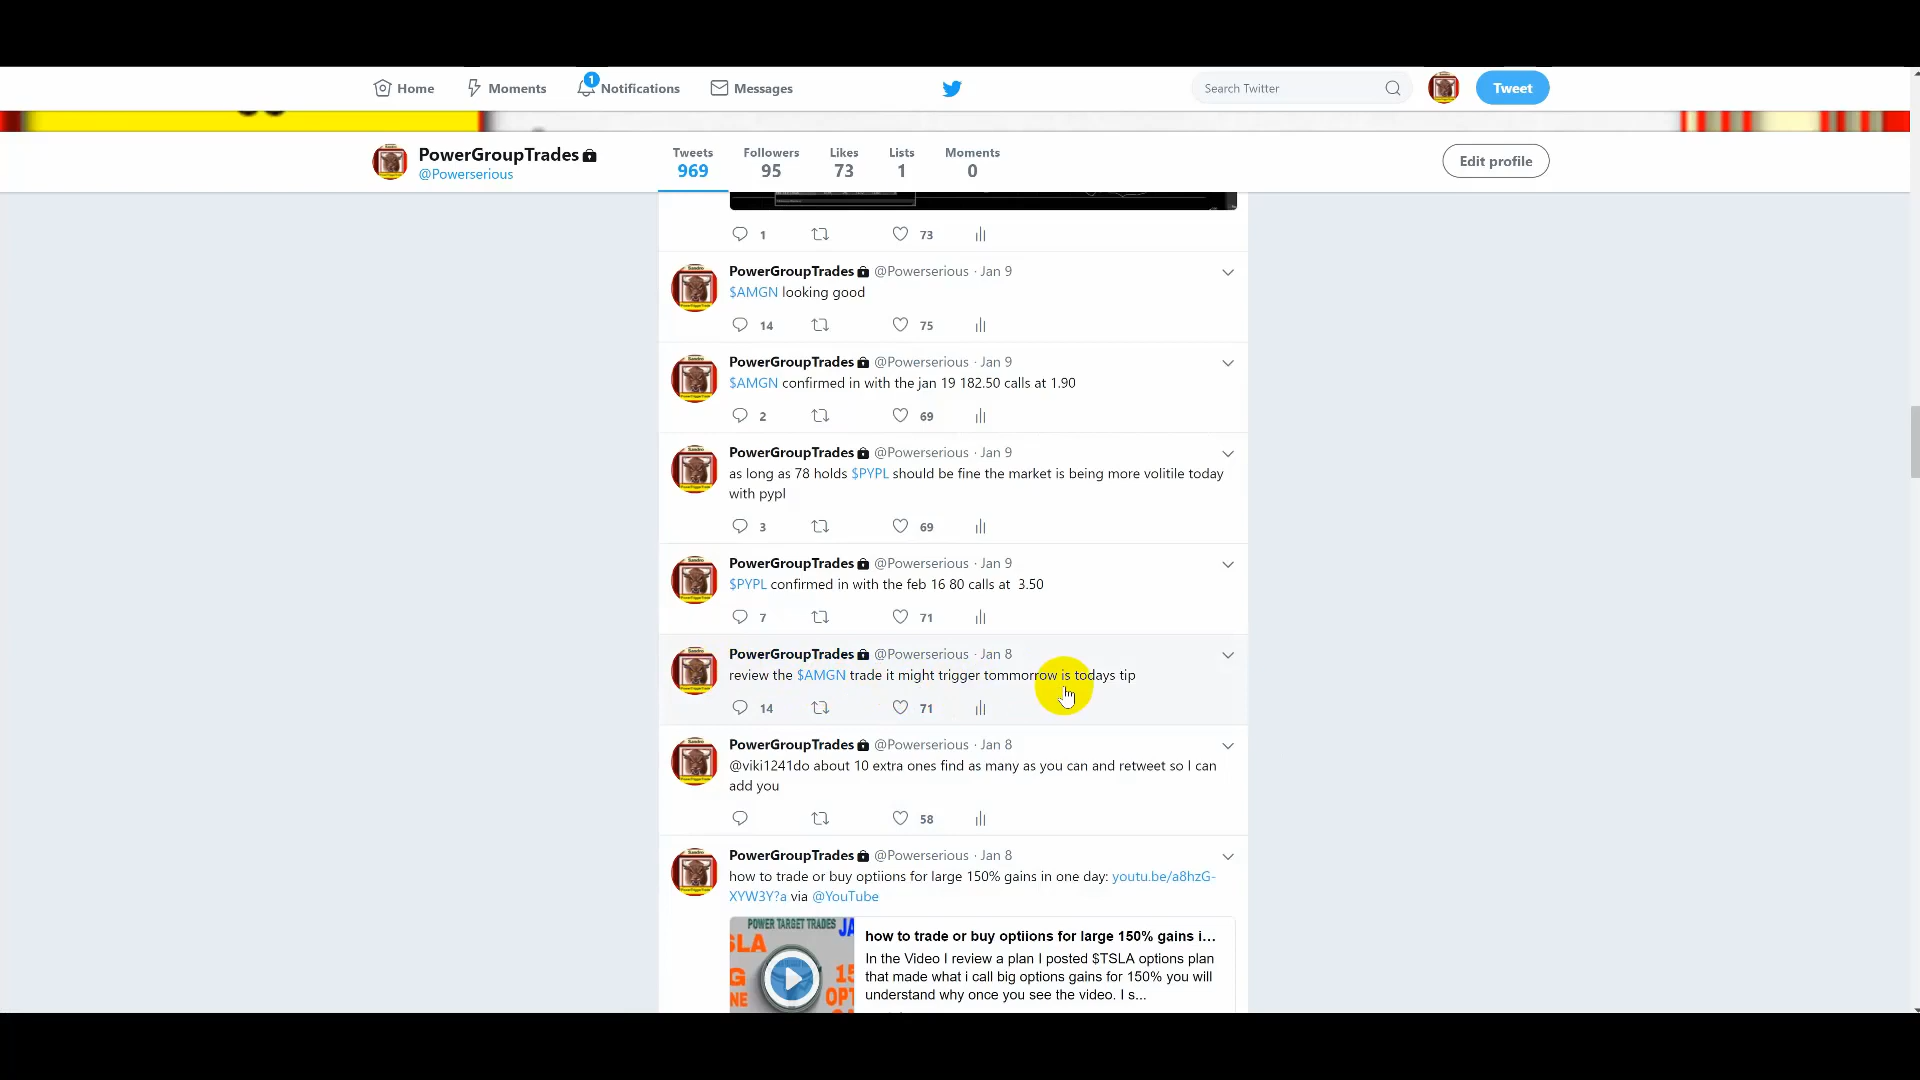 Home
Moments
1
Notifications
Messages
Search Twitter
Tweet
PowerGroupTrades
@Powerserious
Tweets
969
Followers
95
Likes
73
Lists
1
Moments
0
Edit profile
1 73
PowerGroupTrades @Powerserious · Jan 9
$AMGN looking good
14 75
PowerGroupTrades @Powerserious · Jan 9
$AMGN confirmed in with the jan 19 182.50 calls at 1.90
2 69
PowerGroupTrades @Powerserious · Jan 9
as long as 78 holds $PYPL should be fine the market is being more volitile today
with pypl
3 69
PowerGroupTrades @Powerserious · Jan 9
$PYPL confirmed in with the feb 16 80 calls at 3.50
7 71
PowerGroupTrades @Powerserious · Jan 8
review the $AMGN trade it might trigger tommorrow is todays tip
14 71
PowerGroupTrades @Powerserious · Jan 8
@viki1241do about 10 extra ones find as many as you can and retweet so I can
add you
58
PowerGroupTrades @Powerserious · Jan 8
how to trade or buy optiions for large 150% gains in one day: youtu.be/a8hzG-
XYW3Y?a via @YouTube
POWER TARGET TRADES
how to trade or buy optiions for large 150% gains i...
In the Video I review a plan I posted $TSLA options plan
that made what i call big options gains for 150% you will
understand why once you see the video. I s...